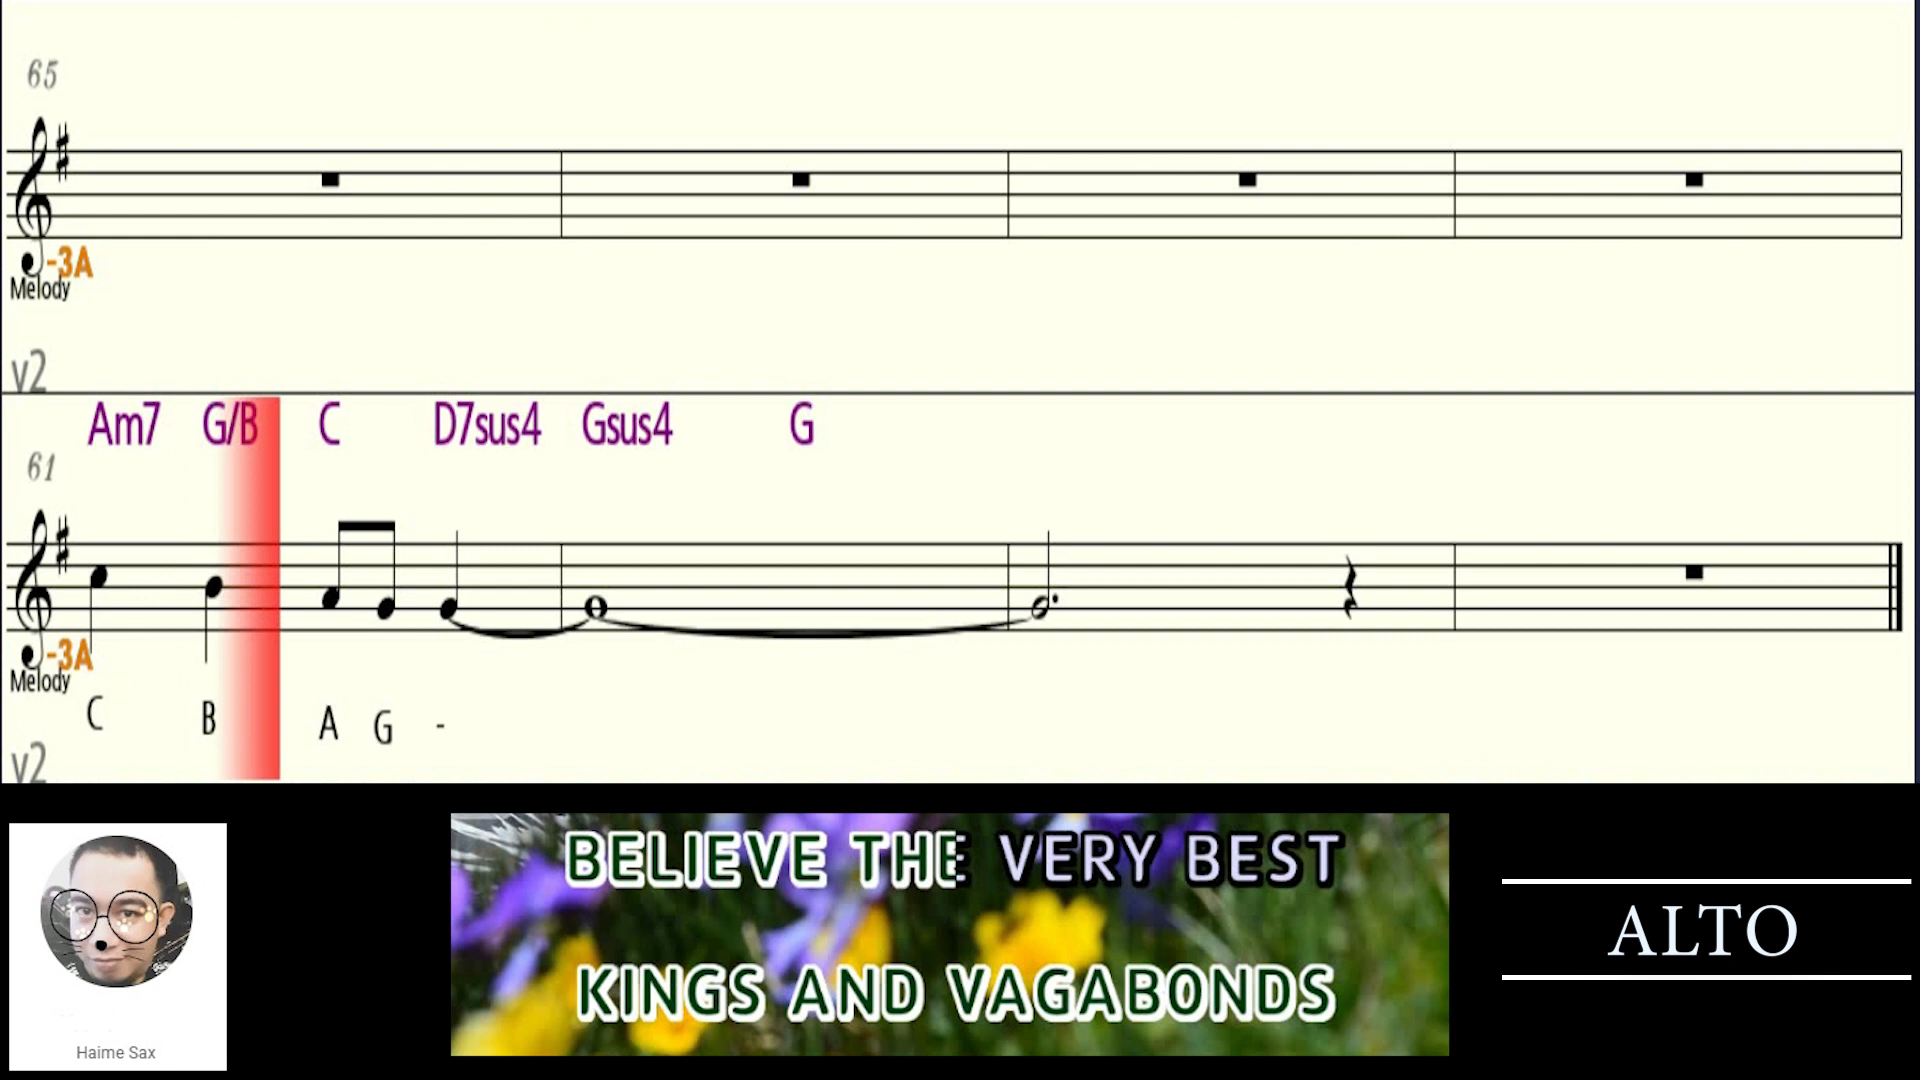 65
-3A
Melody
v2
Am7 G/B C D7sus4 Gsus4 G
61
-3A
Melody
C B A G -
v2
BELIEVE THE VERY BEST
KINGS AND VAGABONDS
Haime Sax
ALTO